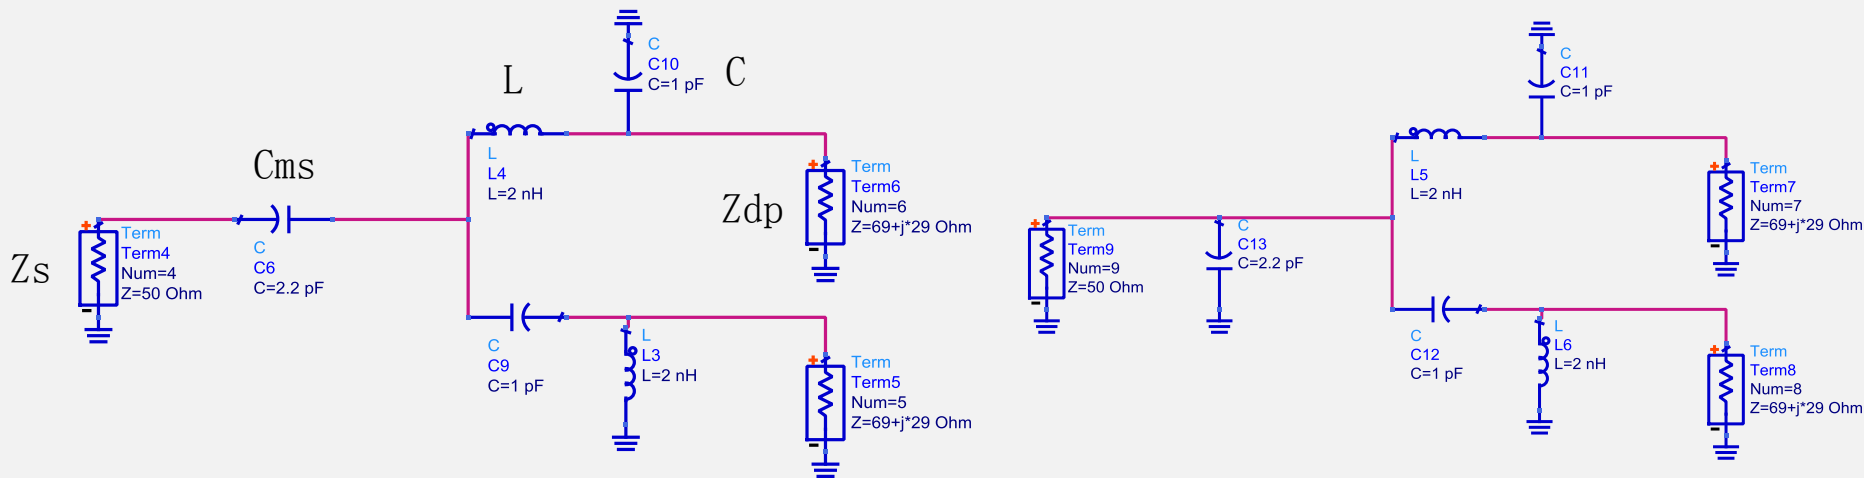 Zs
Term
Term4
Num=4
Z=50 Ohm
Cms
C
C6
C=2.2 pF
L
L
L4
L=2 nH
C
C10
C=1 pF
C
Zdp
Term
Term6
Num=6
Z=69+j*29 Ohm
C
C9
C=1 pF
L
L3
L=2 nH
Term
Term5
Num=5
Z=69+j*29 Ohm
Term
Term9
Num=9
Z=50 Ohm
C
C13
C=2.2 pF
L
L5
L=2 nH
C
C11
C=1 pF
Term
Term7
Num=7
Z=69+j*29 Ohm
C
C12
C=1 pF
L
L6
L=2 nH
Term
Term8
Num=8
Z=69+j*29 Ohm